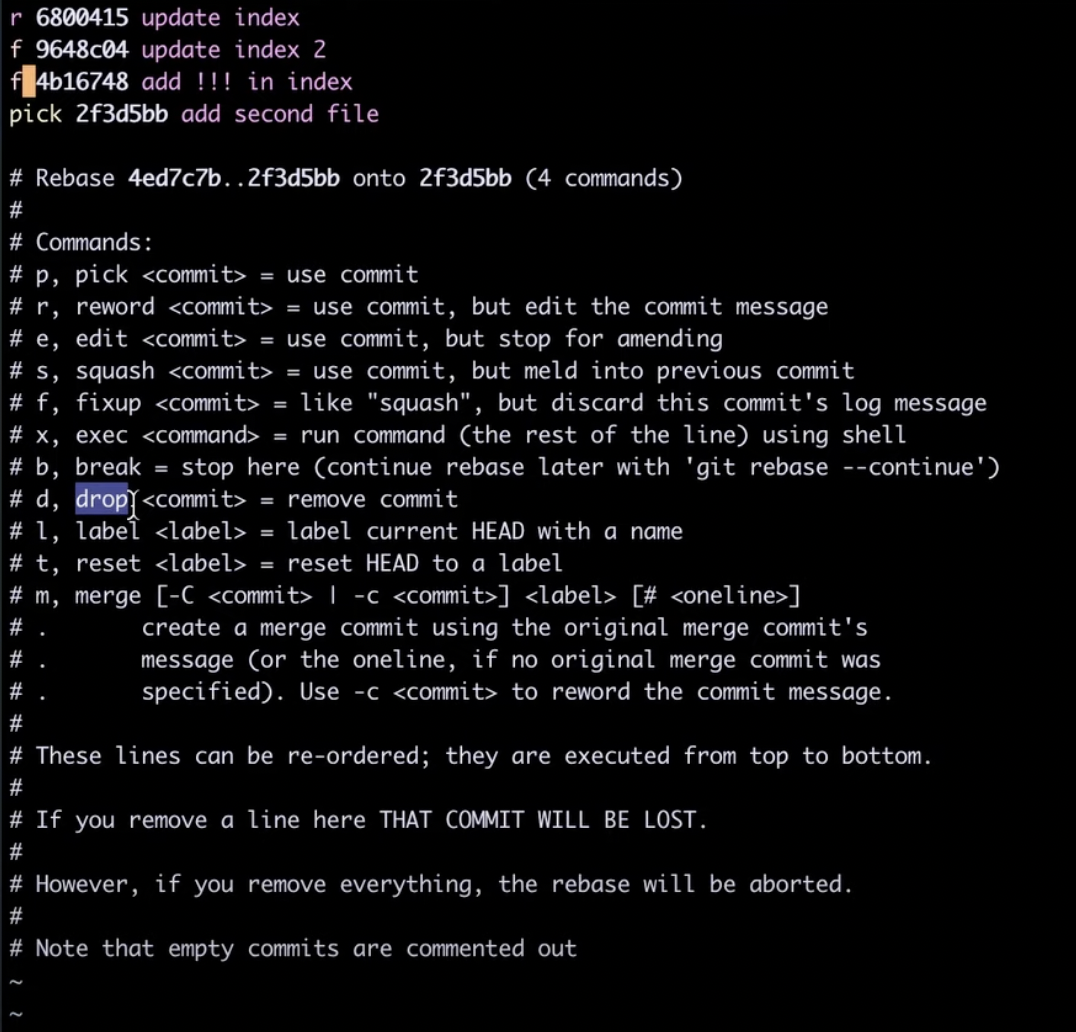 r 6800415 update index
f 9648c04 update index 2
f 4b16748 add !!! in index
pick 2f3d5bb add second file
# Rebase 4ed7c7b..2f3d5bb onto 2f3d5bb (4 commands)
#
# Commands:
# p, pick <commit> = use commit
# r, reword <commit> = use commit, but edit the commit message
# e, edit <commit> = use commit, but stop for amending
# s, squash <commit> = use commit, but meld into previous commit
# f, fixup <commit> = like "squash", but discard this commit's log message
# x, exec <command> = run command (the rest of the line) using shell
# b, break = stop here (continue rebase later with 'git rebase --continue')
# d, drop <commit> = remove commit
# l, label <label> = label current HEAD with a name
# t, reset <label> = reset HEAD to a label
# m, merge [-C <commit> | -c <commit>] <label> [# <oneline>]
# .       create a merge commit using the original merge commit's
# .       message (or the oneline, if no original merge commit was
# .       specified). Use -c <commit> to reword the commit message.
#
# These lines can be re-ordered; they are executed from top to bottom.
#
# If you remove a line here THAT COMMIT WILL BE LOST.
#
# However, if you remove everything, the rebase will be aborted.
#
# Note that empty commits are commented out
~
~